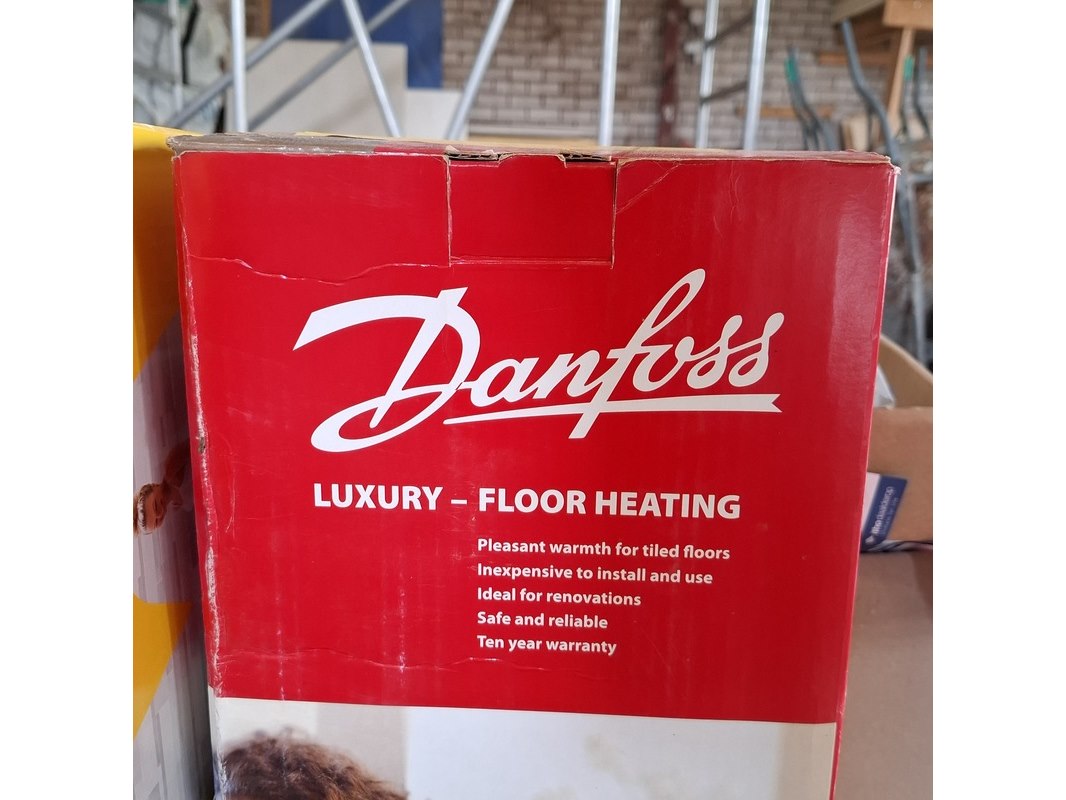 Danfoss
LUXURY – FLOOR HEATING
Pleasant warmth for tiled floors
Inexpensive to install and use
Ideal for renovations
Safe and reliable
Ten year warranty